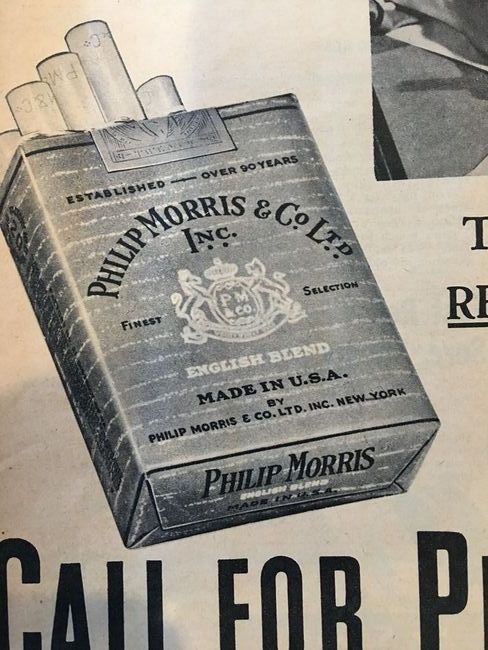 & C
P M
& C
ESTABLISHED — OVER 90 YEARS
PHILIP MORRIS & Co. LTD
INC.
P M
& CO.
FINEST
SELECTION
ENGLISH BLEND
MADE IN U.S.A.
BY
PHILIP MORRIS & CO. LTD. INC. NEW YORK
PHILIP MORRIS
ENGLISH BLEND
MADE IN U.S.A.
T
RE
CALL FOR P